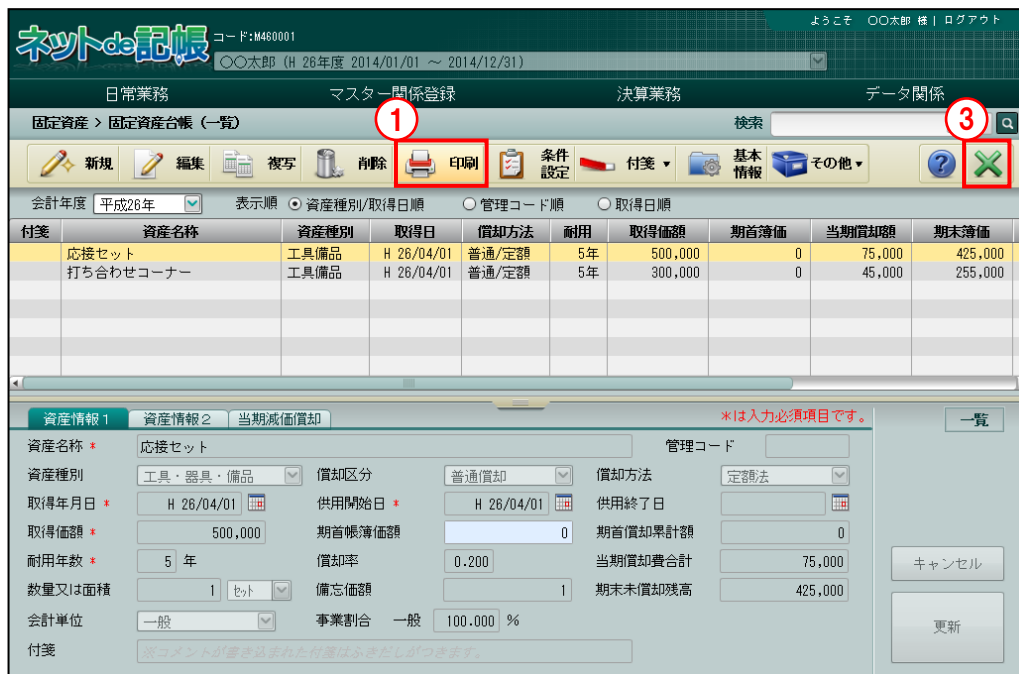 ようこそ ○○太郎 様 | ログアウト
ネットde記帳 コード:M460001
○○太郎 (H 26年度 2014/01/01 ～ 2014/12/31)
日常業務 マスター関係登録 決算業務 データ関係
固定資産 > 固定資産台帳 (一覧) 1 検索 3
新規 編集 複写 削除 印刷 条件設定 付箋 ▼ 基本情報 その他 ▼ ?
会計年度 平成26年 表示順 資産種別/取得日順 管理コード順 取得日順
付箋 資産名称 資産種別 取得日 償却方法 耐用 取得価額 期首簿価 当期償却額 期末簿価
応接セット 工具備品 H 26/04/01 普通/定額 5年 500,000 0 75,000 425,000
打ち合わせコーナー 工具備品 H 26/04/01 普通/定額 5年 300,000 0 45,000 255,000
資産情報1 資産情報2 当期減価償却 *は入力必須項目です。 一覧
資産名称 * 応接セット 管理コード
資産種別 工具・器具・備品 償却区分 普通償却 償却方法 定額法
取得年月日 * H 26/04/01 供用開始日 * H 26/04/01 供用終了日
取得価額 * 500,000 期首帳簿価額 0 期首償却累計額 0
耐用年数 * 5 年 償却率 0.200 当期償却費合計 75,000 キャンセル
数量又は面積 1 セット 備忘価額 1 期末未償却残高 425,000
会計単位 一般 事業割合 一般 100.000 % 更新
付箋 ※コメントが書き込まれた付箋はふきだしがつきます。